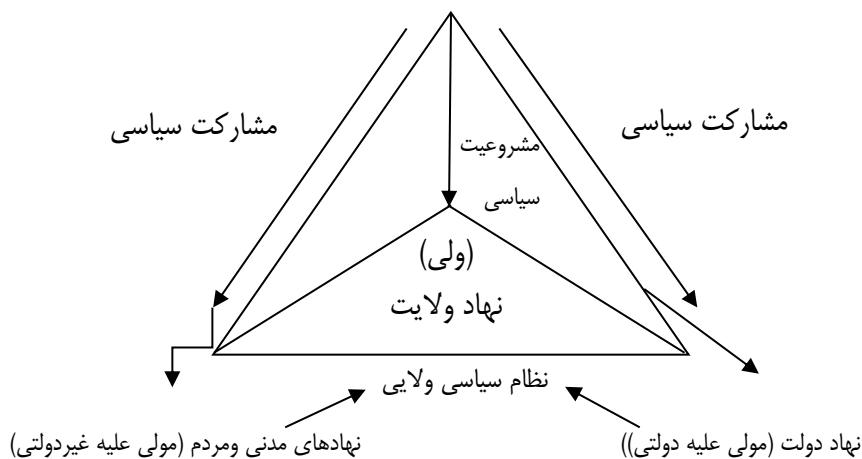 مشارکت سیاسی
مشارکت سیاسی
مشروعیت
سیاسی
(ولی)
نهاد ولایت
نظام سیاسی ولایی
نهاد دولت (مولی علیه دولتی))
نهادهای مدنی ومردم (مولی علیه غیردولتی)